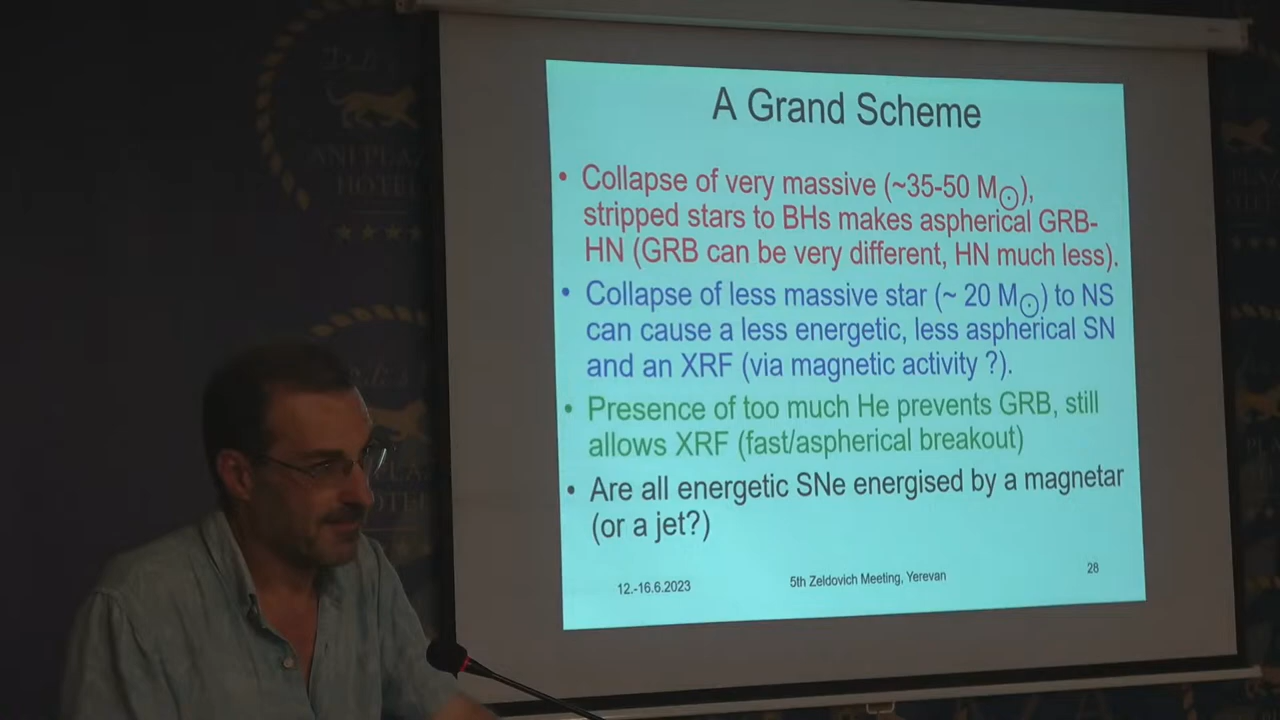 A Grand Scheme
• Collapse of very massive (~35-50 M☉),
stripped stars to BHs makes aspherical GRB-
HN (GRB can be very different, HN much less).
• Collapse of less massive star (~ 20 M☉) to NS
can cause a less energetic, less aspherical SN
and an XRF (via magnetic activity ?).
• Presence of too much He prevents GRB, still
allows XRF (fast/aspherical breakout)
• Are all energetic SNe energised by a magnetar
(or a jet?)
12.-16.6.2023
5th Zeldovich Meeting, Yerevan
28
ANI PLAZA
HOTEL